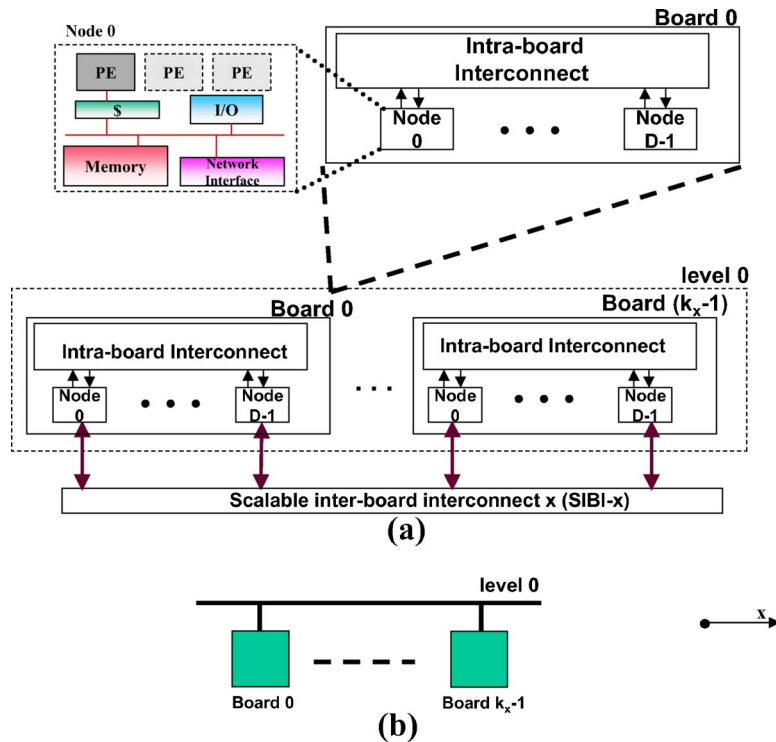 Board 0
Node 0
PE PE PE
$ I/O
Memory
Network
Interface
Intra-board
Interconnect
Node
0
Node
D-1
level 0
Board 0
Board (kx-1)
Intra-board Interconnect
Intra-board Interconnect
Node
0
Node
D-1
Node
0
Node
D-1
Scalable inter-board interconnect x (SIBI-x)
(a)
level 0
x
Board 0
Board kx-1
(b)